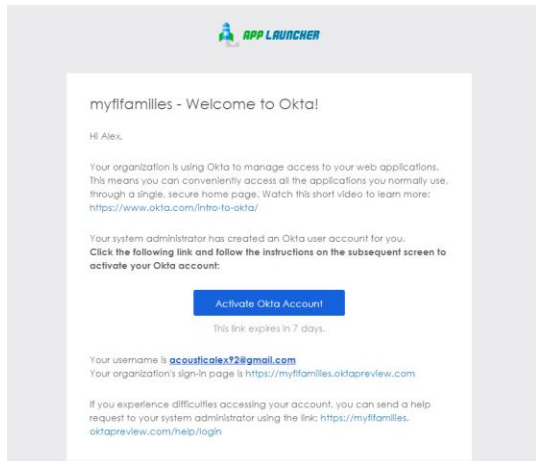 APP LAUNCHER
myflfamilies - Welcome to Okta!
Hi Alex,
Your organization is using Okta to manage access to your web applications.
This means you can conveniently access all the applications you normally use,
through a single, secure home page. Watch this short video to learn more:
https://www.okta.com/intro-to-okta/
Your system administrator has created an Okta user account for you.
Click the following link and follow the instructions on the subsequent screen to
activate your Okta account:
Activate Okta Account
This link expires in 7 days.
Your username is acousticalex92@gmail.com
Your organization's sign-in page is https://myflfamilies.oktapreview.com
If you experience difficulties accessing your account, you can send a help
request to your system administrator using the link: https://myflfamilies.
oktapreview.com/help/login